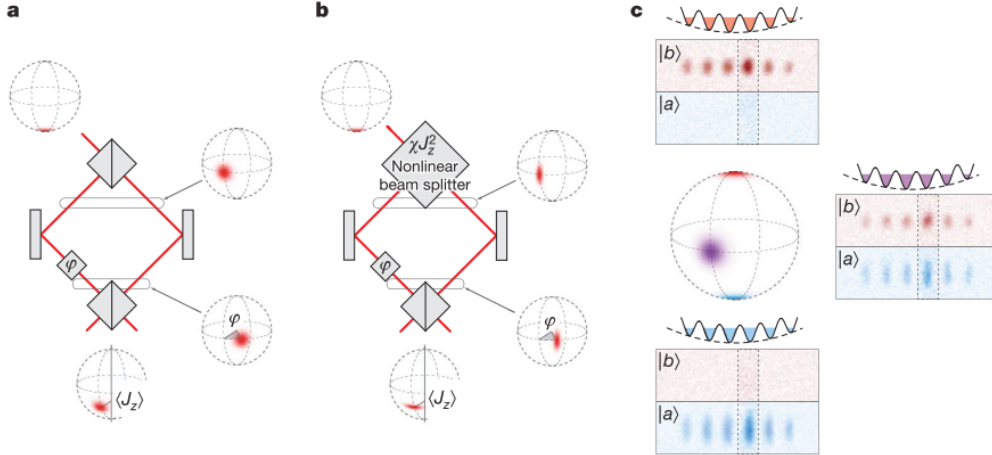 a
b
c
χJ_z^2
Nonlinear
beam splitter
φ
φ
φ
φ
⟨J_z⟩
⟨J_z⟩
|b⟩
|a⟩
|b⟩
|a⟩
|b⟩
|a⟩